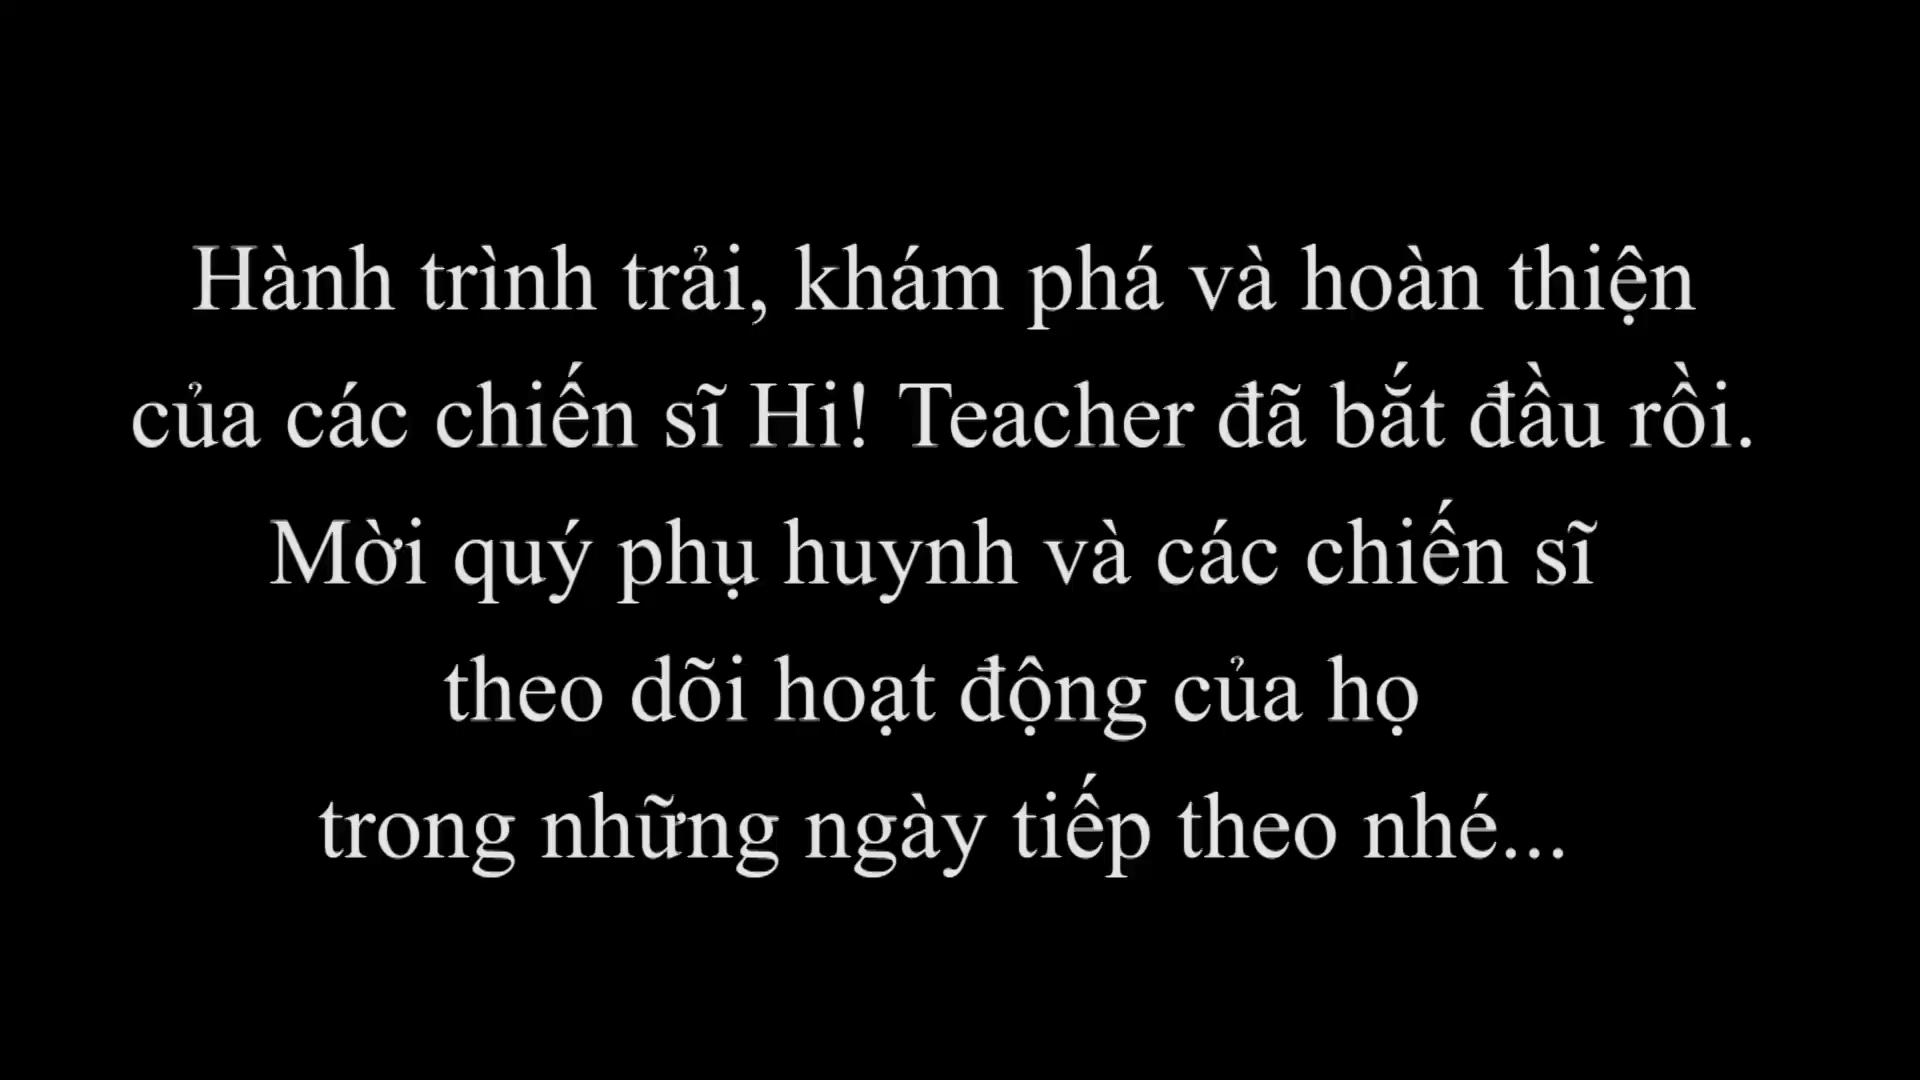 Hành trình trải, khám phá và hoàn thiện
của các chiến sĩ Hi! Teacher đã bắt đầu rồi.
Mời quý phụ huynh và các chiến sĩ
theo dõi hoạt động của họ
trong những ngày tiếp theo nhé...